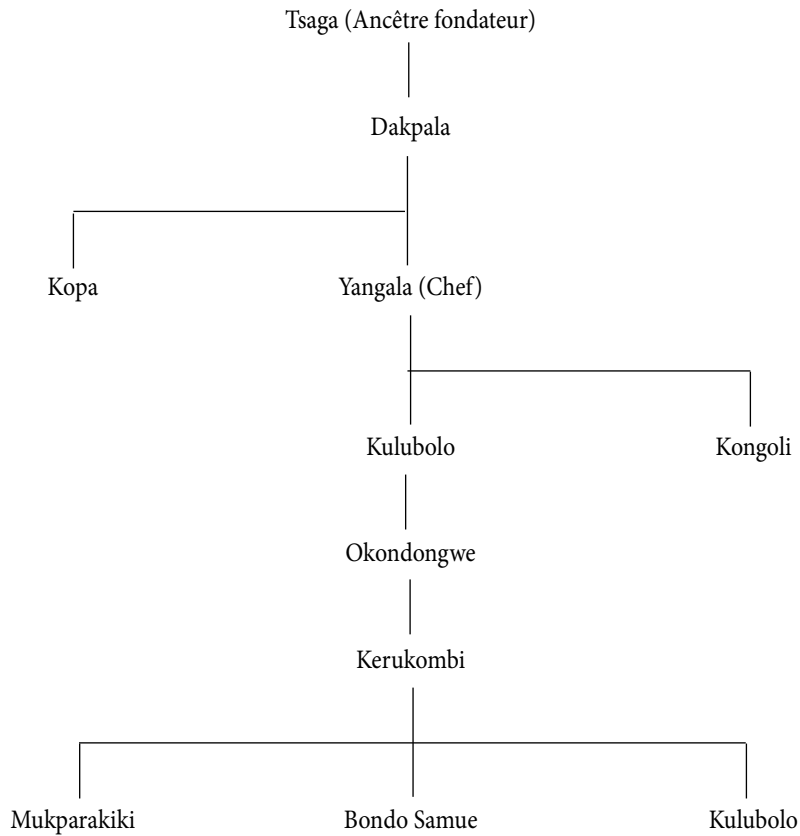 Tsaga (Ancêtre fondateur)
Dakpala
Kopa Yangala (Chef)
Kulubolo Kongoli
Okondongwe
Kerukombi
Mukparakiki Bondo Samue Kulubolo